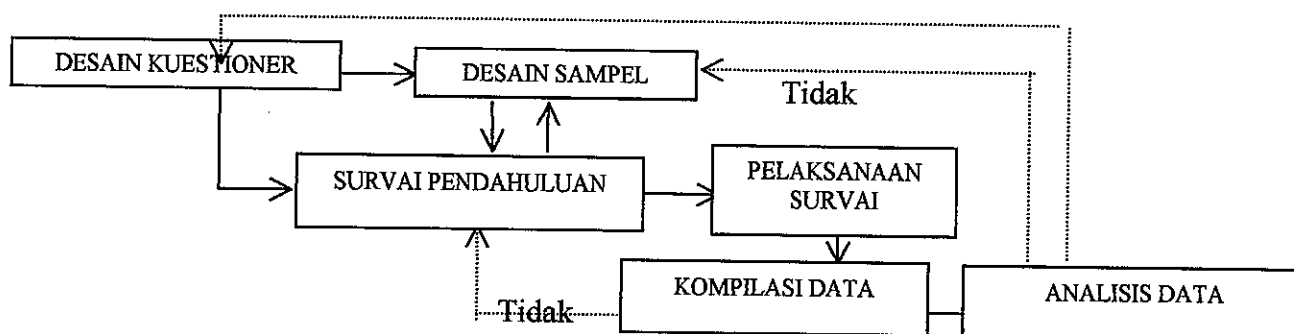 DESAIN KUESTIONER
DESAIN SAMPEL
Tidak
SURVAI PENDAHULUAN
PELAKSANAAN
SURVAI
KOMPILASI DATA
ANALISIS DATA
Tidak